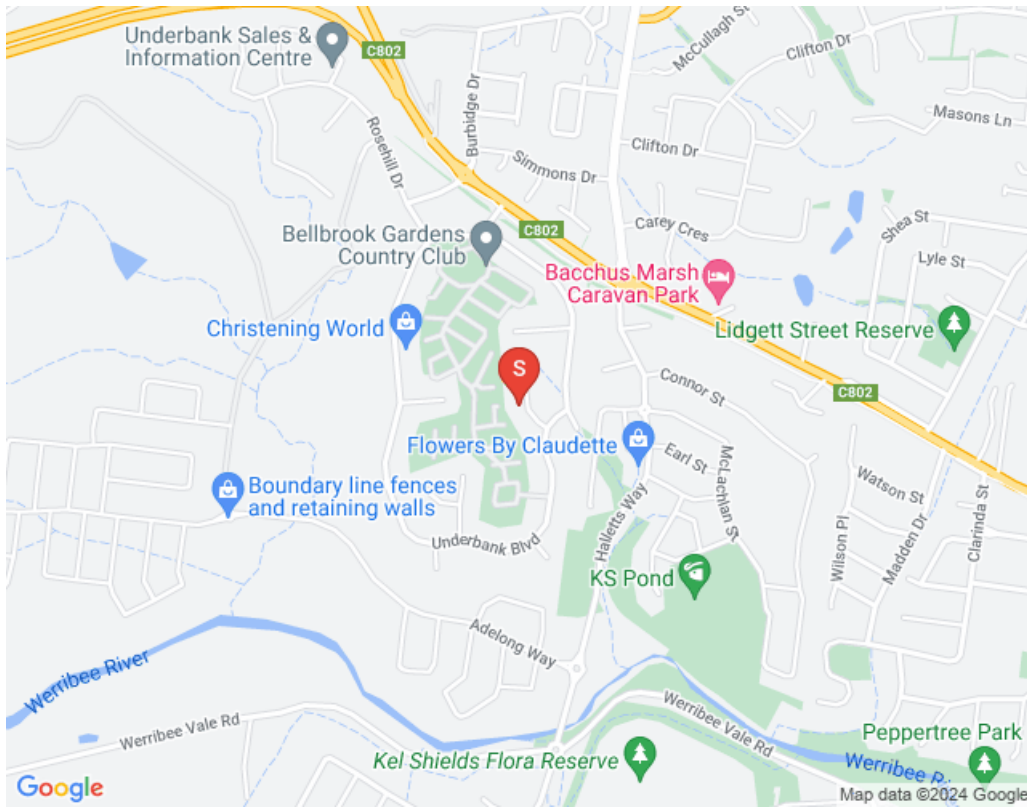 Underbank Sales &
Information Centre
C802
McCullagh St
Clifton Dr
Masons Ln
Burbidge Dr
Rosehill Dr
Simmons Dr
Clifton Dr
Shea St
Carey Cres
C802
Bellbrook Gardens
Country Club
Lyle St
Bacchus Marsh
Caravan Park
Christening World
Lidgett Street Reserve
S
Connor St
C802
Flowers By Claudette
Earl St
McLachlan St
Watson St
Boundary line fences
and retaining walls
Clarinda St
Halletts Way
Wilson Pl
Madden Dr
Underbank Blvd
KS Pond
Adelong Way
Werribee River
Werribee Vale Rd
Werribee Vale Rd
Peppertree Park
Kel Shields Flora Reserve
Werribee Ri
Google
Map data ©2024 Google